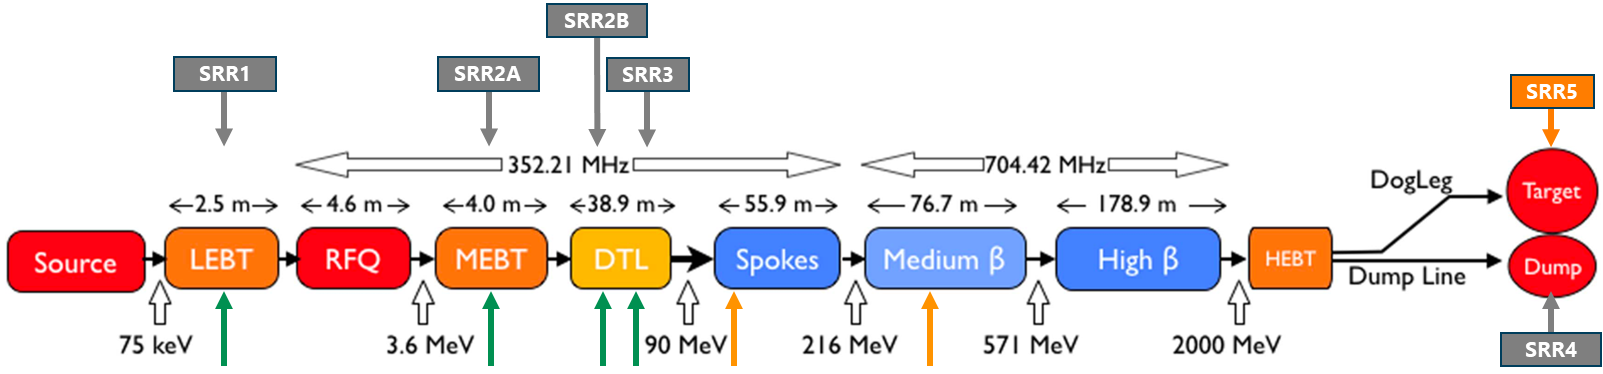 SRR2B
SRR1
SRR2A
SRR3
SRR5
352.21 MHz
704.42 MHz
DogLeg
2.5 m
4.6 m
4.0 m
38.9 m
55.9 m
76.7 m
178.9 m
Target
Source
LEBT
RFQ
MEBT
DTL
Spokes
Medium β
High β
HEBT
Dump Line
Dump
75 keV
3.6 MeV
90 MeV
216 MeV
571 MeV
2000 MeV
SRR4